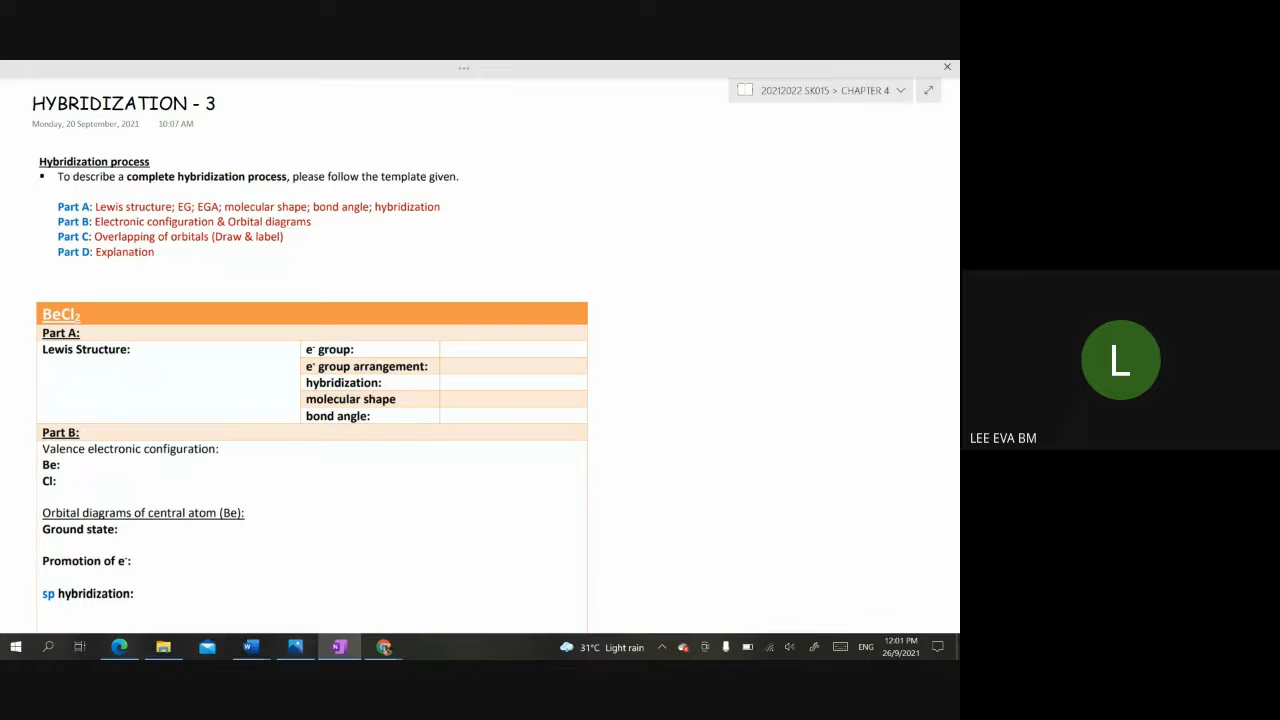 20212022 SK015 > CHAPTER 4
HYBRIDIZATION - 3
Monday, 20 September, 2021 10:07 AM
Hybridization process
▪ To describe a complete hybridization process, please follow the template given.
Part A: Lewis structure; EG; EGA; molecular shape; bond angle; hybridization
Part B: Electronic configuration & Orbital diagrams
Part C: Overlapping of orbitals (Draw & label)
Part D: Explanation
BeCl₂
Part A:
Lewis Structure:
e⁻ group:
e⁻ group arrangement:
hybridization:
molecular shape
bond angle:
Part B:
Valence electronic configuration:
Be:
Cl:
Orbital diagrams of central atom (Be):
Ground state:
Promotion of e⁻:
sp hybridization:
L
LEE EVA BM
31°C Light rain
ENG
12:01 PM
26/9/2021